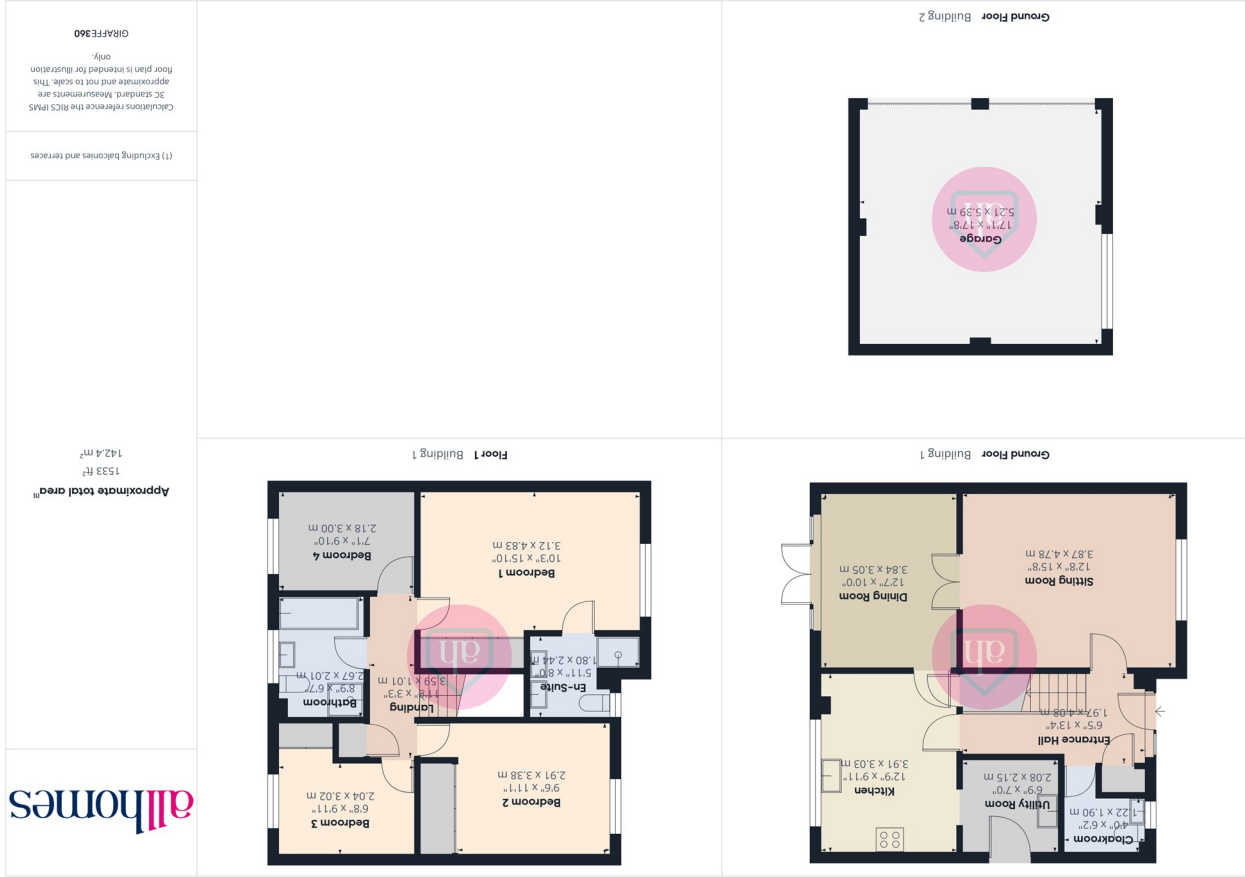 allhomes
Approximate total area(1)
1533 ft²
142.4 m²
(1) Excluding balconies and terraces
Calculations reference the RICS IPMS
3C standard. Measurements are
approximate and not to scale. This
floor plan is intended for illustration
only.
GIRAFFE360
Ground Floor Building 1
Cloakroom
4'0" x 6'2"
1.22 x 1.90 m
Utility Room
6'9" x 7'0"
2.08 x 2.15 m
Kitchen
12'9" x 9'11"
3.91 x 3.03 m
Entrance Hall
6'5" x 13'4"
1.97 x 4.08 m
Sitting Room
12'8" x 15'8"
3.87 x 4.78 m
Dining Room
12'7" x 10'0"
3.84 x 3.05 m
ah
Floor 1 Building 1
Bedroom 2
9'6" x 11'1"
2.91 x 3.38 m
Bedroom 3
6'8" x 9'11"
2.04 x 3.02 m
En-Suite
5'11" x 8'0"
1.80 x 2.44 m
Landing
11'9" x 3'3"
3.59 x 1.01 m
Bathroom
8'9" x 6'7"
2.67 x 2.01 m
Bedroom 1
10'3" x 15'10"
3.12 x 4.83 m
Bedroom 4
7'1" x 9'10"
2.18 x 3.00 m
ah
Ground Floor Building 2
Garage
17'1" x 17'8"
5.21 x 5.39 m
ah